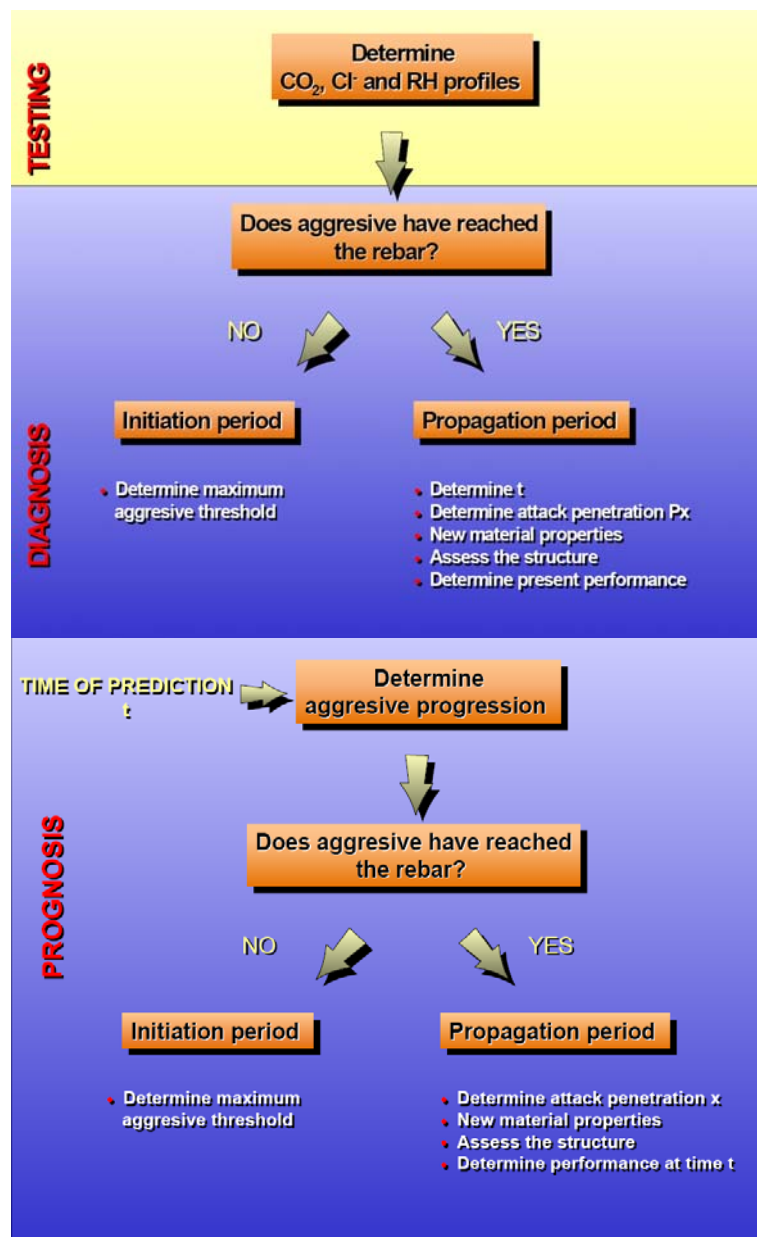 TESTING
Determine
CO₂, Cl⁻ and RH profiles
DIAGNOSIS
Does aggresive have reached
the rebar?
NO
YES
Initiation period
• Determine maximum
aggresive threshold
Propagation period
• Determine t
• Determine attack penetration Px
• New material properties
• Assess the structure
• Determine present performance
PROGNOSIS
TIME OF PREDICTION
t
Determine
aggresive progression
Does aggresive have reached
the rebar?
NO
YES
Initiation period
• Determine maximum
aggresive threshold
Propagation period
• Determine attack penetration x
• New material properties
• Assess the structure
• Determine performance at time t